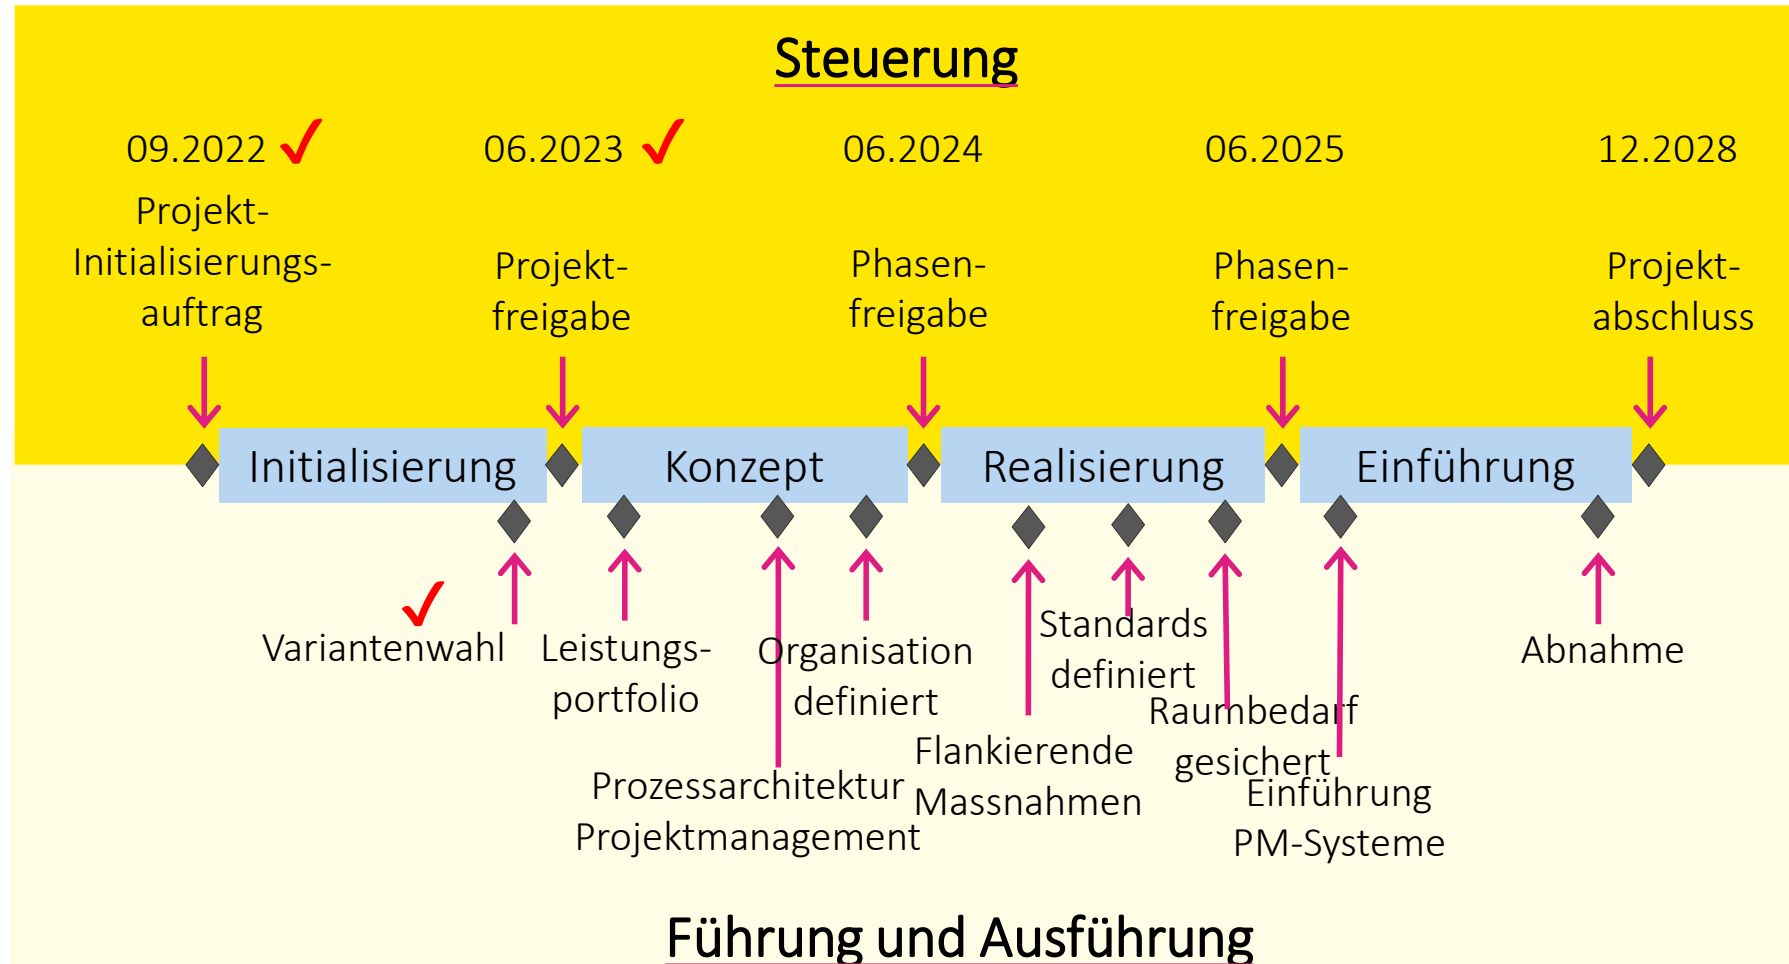 Steuerung
09.2022 ✓
06.2023 ✓
06.2024
06.2025
12.2028
Projekt-
Initialisierungs-
auftrag
Projekt-
freigabe
Phasen-
freigabe
Phasen-
freigabe
Projekt-
abschluss
Initialisierung
Konzept
Realisierung
Einführung
✓
Variantenwahl
Leistungs-
portfolio
Prozessarchitektur
Projektmanagement
Organisation
definiert
Flankierende
Massnahmen
Standards
definiert
Raumbedarf
gesichert
Einführung
PM-Systeme
Abnahme
Führung und Ausführung